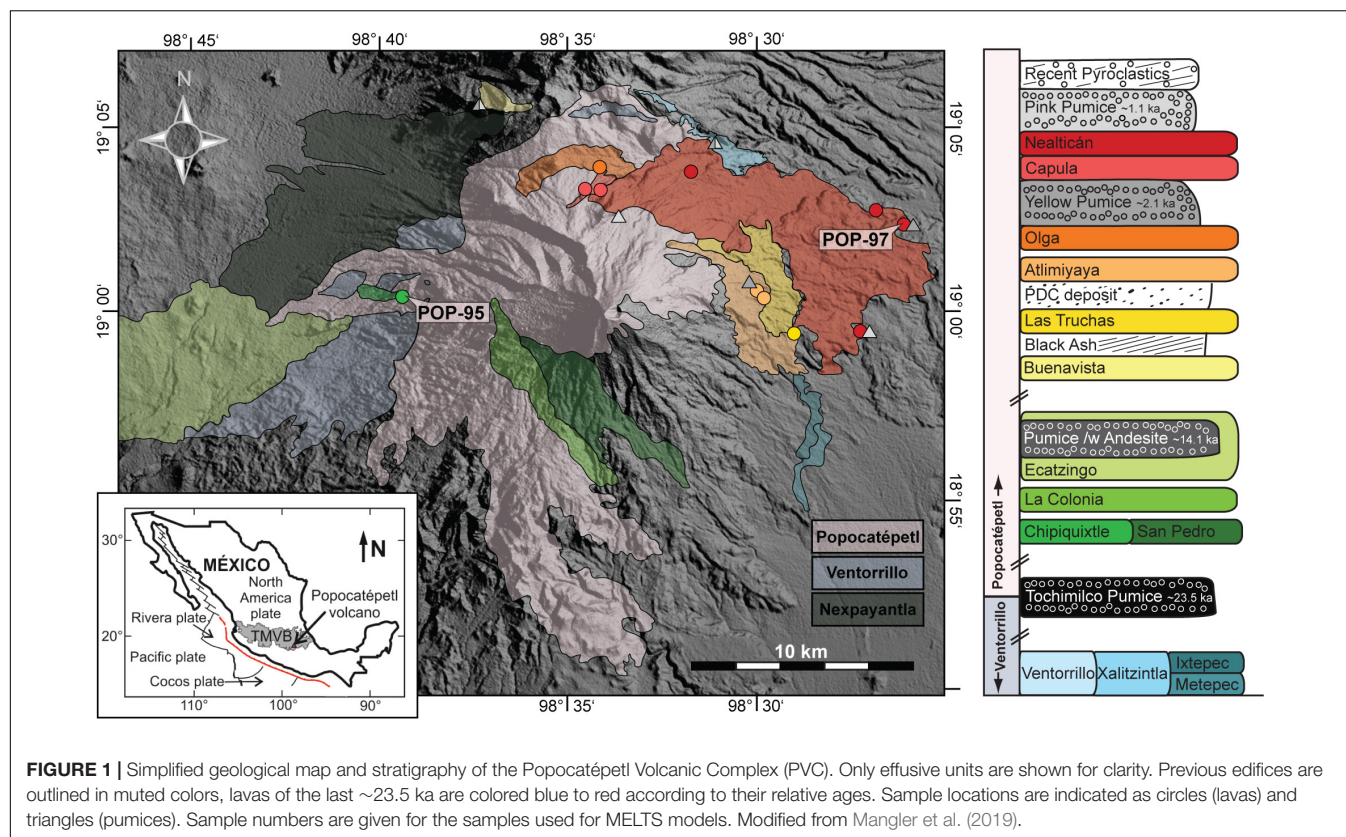 98° 45'
98° 40'
98° 35'
98° 30'
N
19° 05'
19° 05'
19° 00'
19° 00'
18° 55'
POP-97
POP-95
Popocatépetl
Ventorrillo
Nexpayantla
10 km
98° 35'
98° 30'
30°
20°
110°
100°
90°
MÉXICO
N
North
America
plate
Popocatépetl
volcano
TMVB
Rivera plate
Pacific plate
Cocos plate
Popocatépetl
Ventorrillo
Recent Pyroclastics
Pink Pumice ~1.1 ka
Nealticán
Capula
Yellow Pumice ~2.1 ka
Olga
Atlimiyaya
PDC deposit
Las Truchas
Black Ash
Buenavista
Pumice /w Andesite ~14.1 ka
Ecatzingo
La Colonia
Chipiquixtle San Pedro
Tochimilco Pumice ~23.5 ka
Ventorrillo Xalitzintla Ixtepec
Metepec
FIGURE 1 | Simplified geological map and stratigraphy of the Popocatépetl Volcanic Complex (PVC). Only effusive units are shown for clarity. Previous edifices are
outlined in muted colors, lavas of the last ∼23.5 ka are colored blue to red according to their relative ages. Sample locations are indicated as circles (lavas) and
triangles (pumices). Sample numbers are given for the samples used for MELTS models. Modified from Mangler et al. (2019).